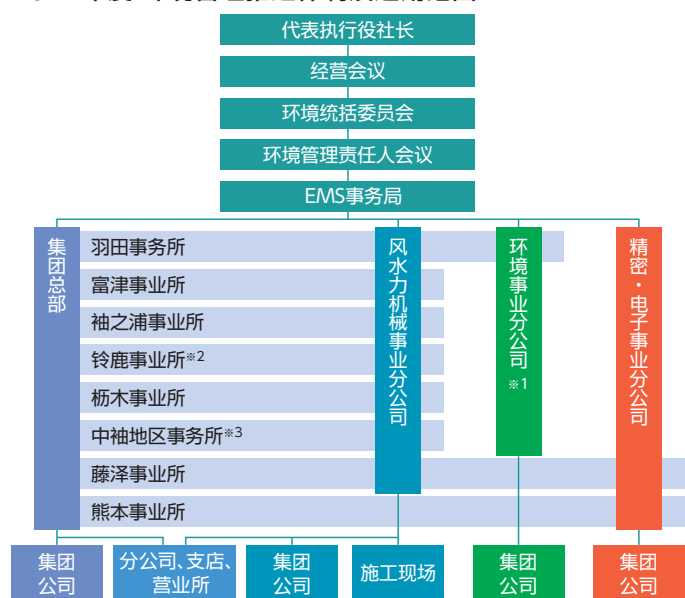 代表执行役社长
经营会议
环境统括委员会
环境管理责任人会议
EMS事务局
集团总部
羽田事务所
富津事业所
袖之浦事业所
铃鹿事业所※2
枥木事业所
中袖地区事务所※3
藤泽事业所
熊本事业所
风水力机械事业分公司
环境事业分公司※1
精密・电子事业分公司
集团
公司
分公司、支店、
营业所
集团
公司
施工现场
集团
公司
集团
公司